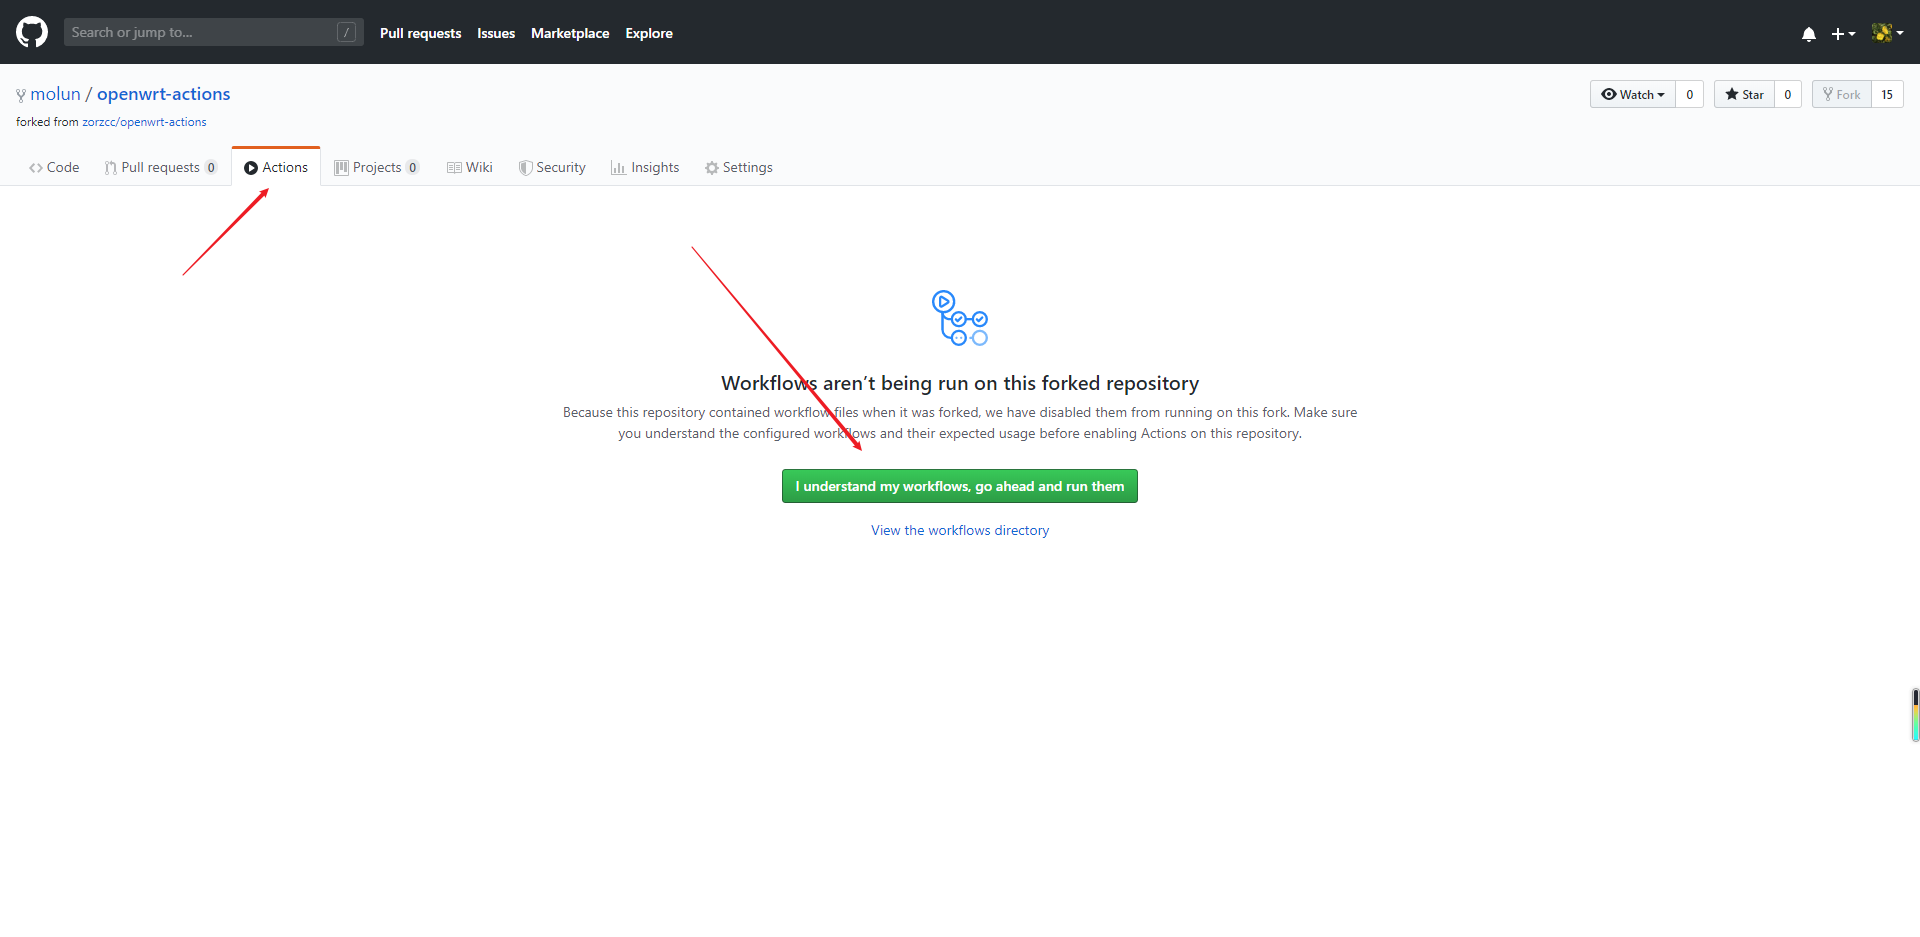 Search or jump to... /
Pull requests Issues Marketplace Explore
molun / openwrt-actions
Watch 0 Star 0 Fork 15
forked from zorzcc/openwrt-actions
Code Pull requests 0 Actions Projects 0 Wiki Security Insights Settings
Workflows aren’t being run on this forked repository
Because this repository contained workflow files when it was forked, we have disabled them from running on this fork. Make sure
you understand the configured workflows and their expected usage before enabling Actions on this repository.
I understand my workflows, go ahead and run them
View the workflows directory